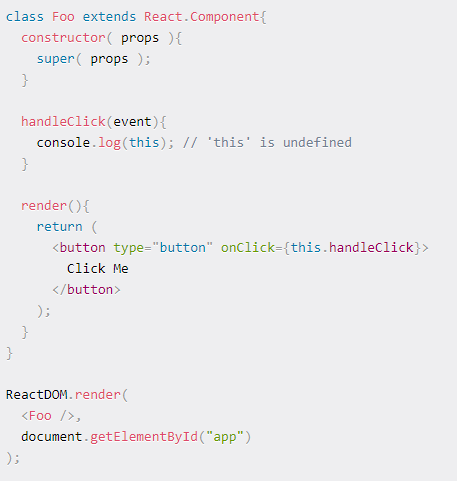 class Foo extends React.Component{
  constructor( props ){
    super( props );
  }

  handleClick(event){
    console.log(this); // 'this' is undefined
  }

  render(){
    return (
      <button type="button" onClick={this.handleClick}>
        Click Me
      </button>
    );
  }
}

ReactDOM.render(
  <Foo />,
  document.getElementById("app")
);